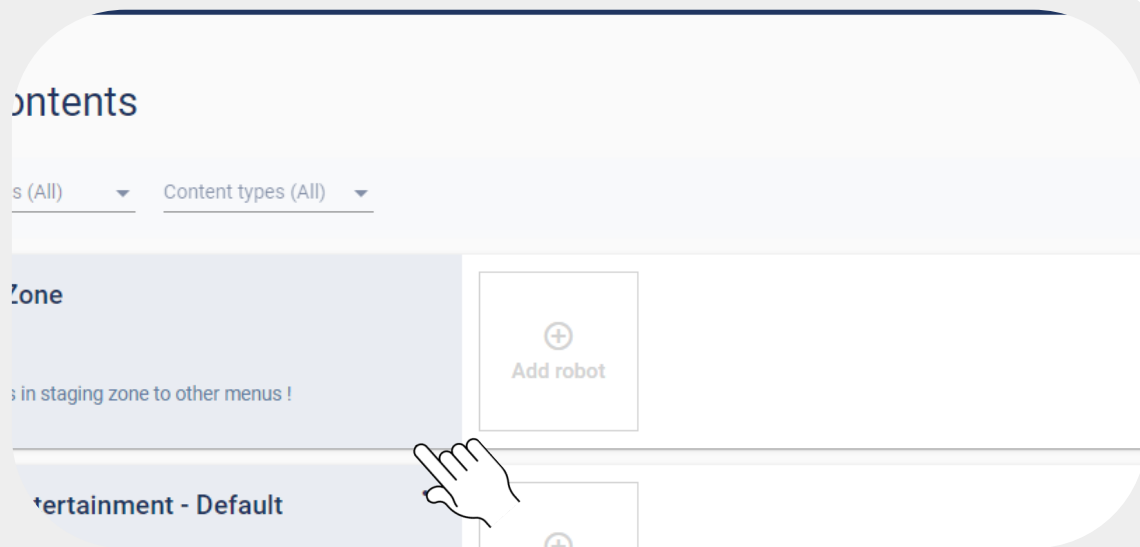 ontents
s (All) Content types (All)
Zone
Add robot
s in staging zone to other menus !
tertainment - Default